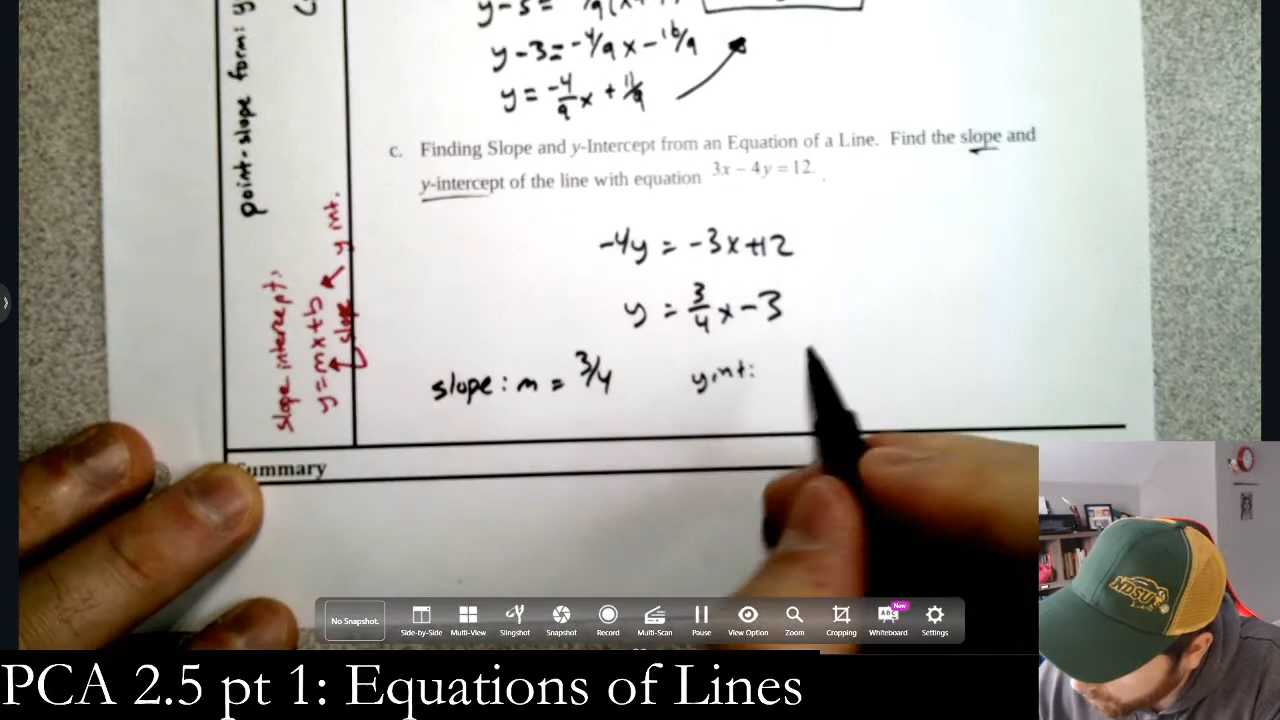 point-slope form: y
slope intercept:
y = mx + b
slope
y int.
y - 3 = -4/9 x - 16/9
y = -4/9 x + 11/9
c. Finding Slope and y-Intercept from an Equation of a Line. Find the slope and
y-intercept of the line with equation 3x – 4y = 12.
-4y = -3x + 12
y = 3/4 x - 3
slope: m = 3/4 y int:
Summary
NDSU
No Snapshot.
Side-by-Side Multi-View Slingshot Snapshot Record Multi-Scan Pause View Option Zoom Cropping Whiteboard Settings
ABC
New
PCA 2.5 pt 1: Equations of Lines